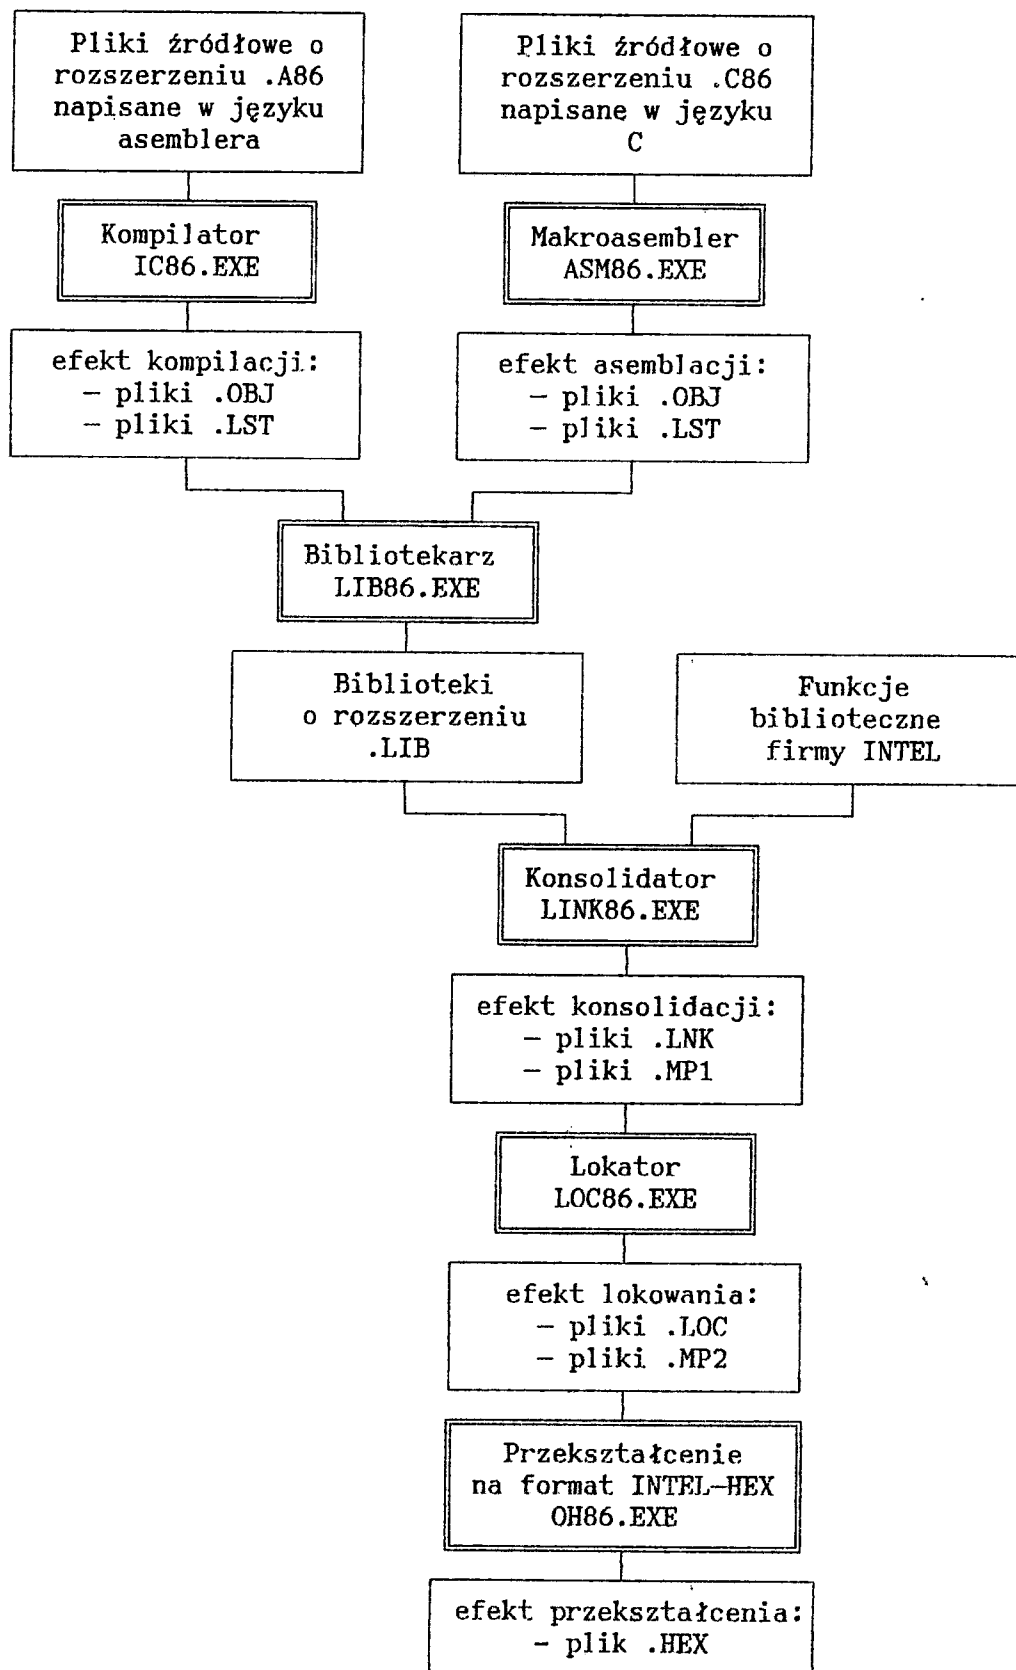 Pliki źródłowe o
rozszerzeniu .A86
napisane w języku
asemblera
Pliki źródłowe o
rozszerzeniu .C86
napisane w języku
C
Kompilator
IC86.EXE
Makroasembler
ASM86.EXE
efekt kompilacji:
— pliki .OBJ
— pliki .LST
efekt asemblacji:
— pliki .OBJ
— pliki .LST
Bibliotekarz
LIB86.EXE
Biblioteki
o rozszerzeniu
.LIB
Funkcje
biblioteczne
firmy INTEL
Konsolidator
LINK86.EXE
efekt konsolidacji:
— pliki .LNK
— pliki .MP1
Lokator
LOC86.EXE
efekt lokowania:
— pliki .LOC
— pliki .MP2
Przekształcenie
na format INTEL—HEX
OH86.EXE
efekt przekształcenia:
— plik .HEX